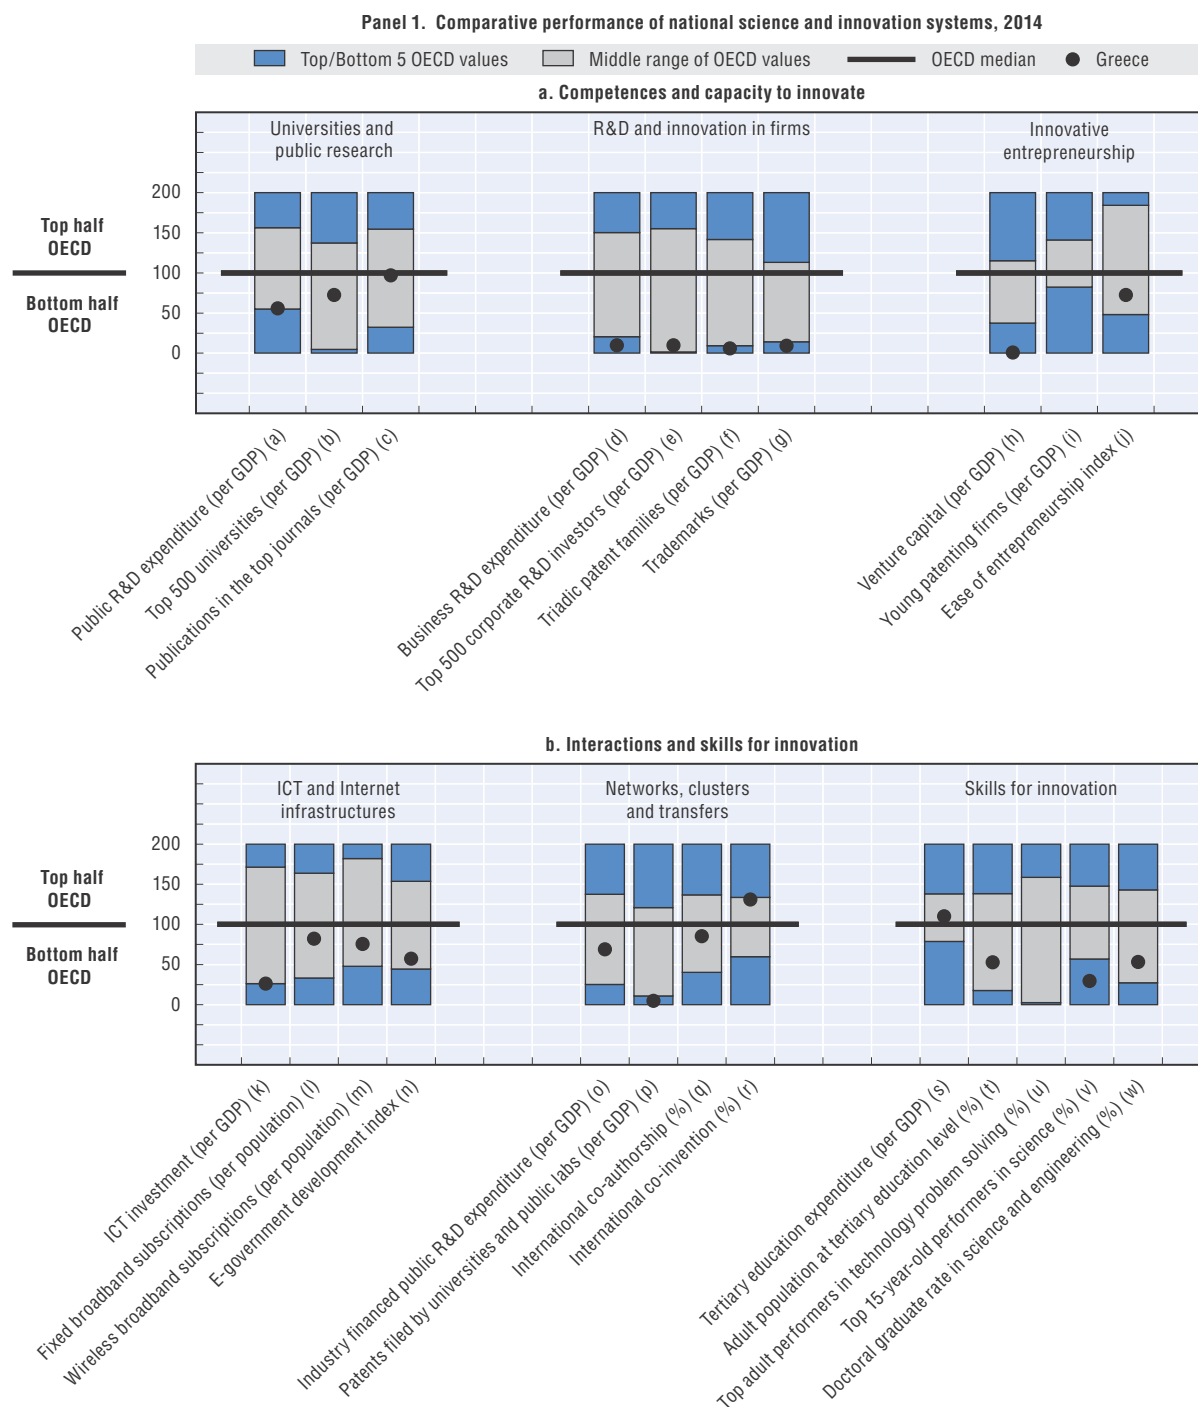 Panel 1. Comparative performance of national science and innovation systems, 2014
Top/Bottom 5 OECD values
Middle range of OECD values
OECD median
Greece
a. Competences and capacity to innovate
Universities and
public research
R&D and innovation in firms
Innovative
entrepreneurship
200
150
100
50
0
Top half
OECD
Bottom half
OECD
Public R&D expenditure (per GDP) (a)
Top 500 universities (per GDP) (b)
Publications in the top journals (per GDP) (c)
Business R&D expenditure (per GDP) (d)
Top 500 corporate R&D investors (per GDP) (e)
Triadic patent families (per GDP) (f)
Trademarks (per GDP) (g)
Venture capital (per GDP) (h)
Young patenting firms (per GDP) (i)
Ease of entrepreneurship index (j)
b. Interactions and skills for innovation
ICT and Internet
infrastructures
Networks, clusters
and transfers
Skills for innovation
200
150
100
50
0
Top half
OECD
Bottom half
OECD
ICT investment (per GDP) (k)
Fixed broadband subscriptions (per population) (l)
Wireless broadband subscriptions (per population) (m)
E-government development index (n)
Industry financed public R&D expenditure (per GDP) (o)
Patents filed by universities and public labs (per GDP) (p)
International co-authorship (%) (q)
International co-invention (%) (r)
Tertiary education expenditure (per GDP) (s)
Adult population at tertiary education level (%) (t)
Top adult performers in technology problem solving (%) (u)
Top 15-year-old performers in science (%) (v)
Doctoral graduate rate in science and engineering (%) (w)